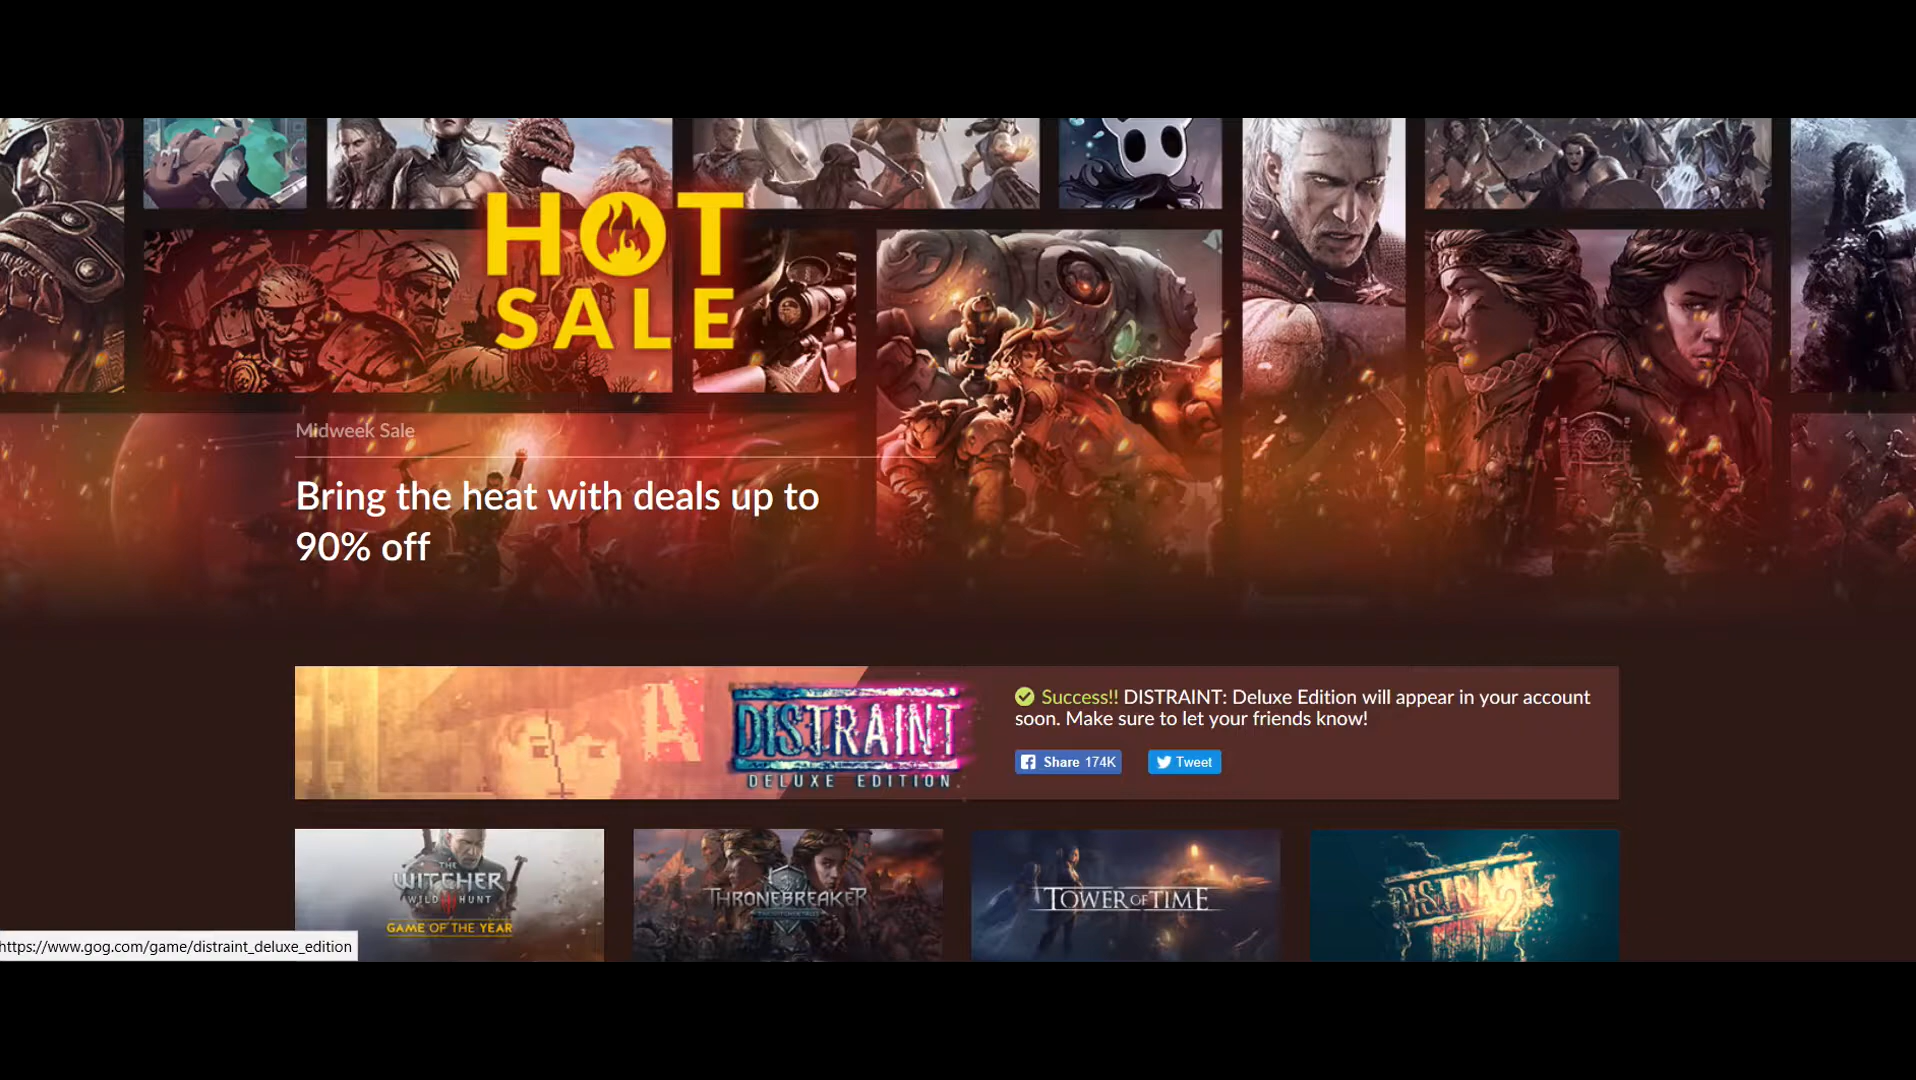 HOT
SALE
Midweek Sale
Bring the heat with deals up to
90% off
DISTRAINT
DELUXE EDITION
Success!! DISTRAINT: Deluxe Edition will appear in your account
soon. Make sure to let your friends know!
Share 174K
Tweet
THE
WITCHER
WILD HUNT
GAME OF THE YEAR
THRONEBREAKER
TOWER OF TIME
DISTRAINT
2
https://www.gog.com/game/distraint_deluxe_edition